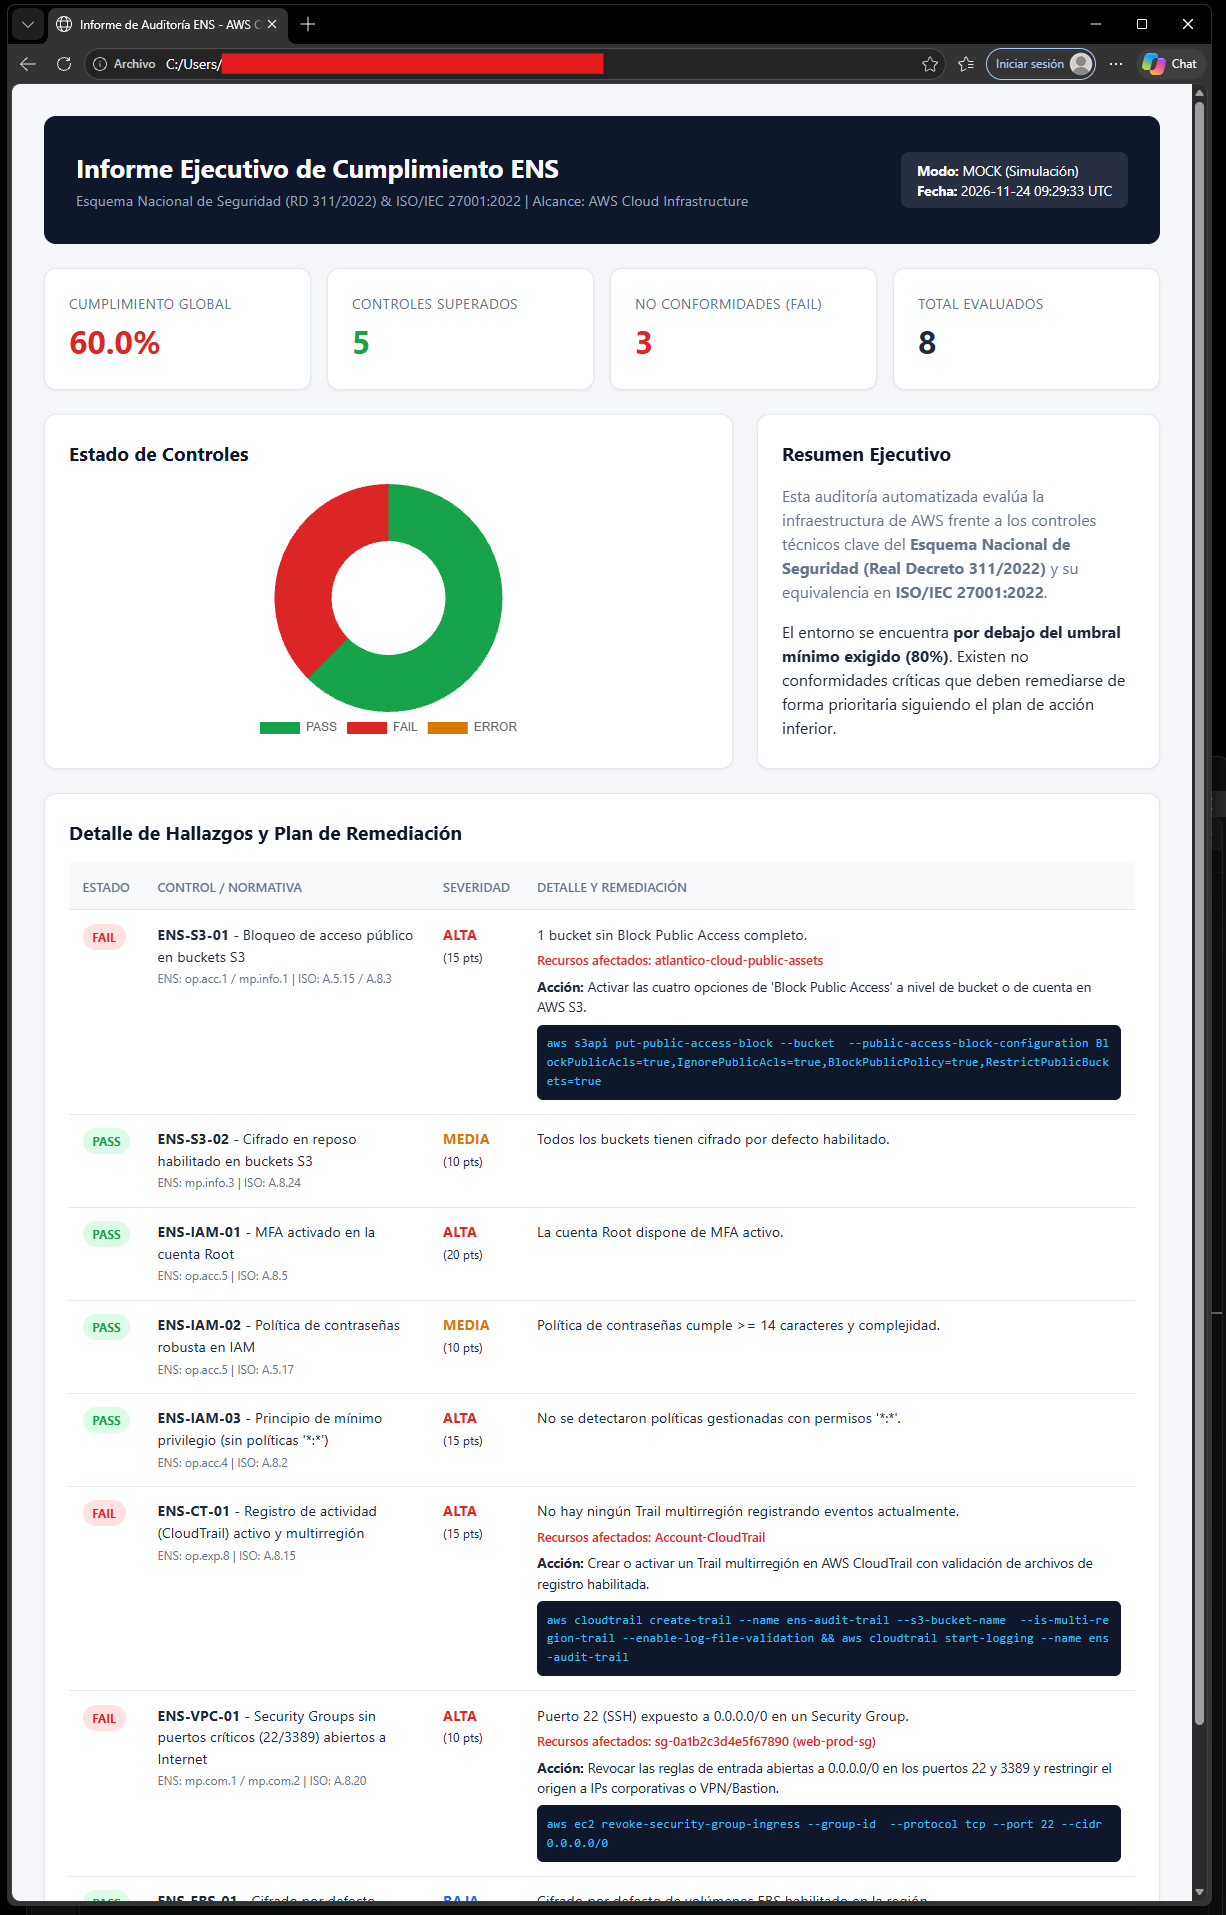 Informe de Auditoría ENS - AWS C
Archivo C:/Users/
Iniciar sesión
Chat
Informe Ejecutivo de Cumplimiento ENS
Esquema Nacional de Seguridad (RD 311/2022) & ISO/IEC 27001:2022 | Alcance: AWS Cloud Infrastructure
Modo: MOCK (Simulación)
Fecha: 2026-11-24 09:29:33 UTC
CUMPLIMIENTO GLOBAL
60.0%
CONTROLES SUPERADOS
5
NO CONFORMIDADES (FAIL)
3
TOTAL EVALUADOS
8
Estado de Controles
PASS FAIL ERROR
Resumen Ejecutivo
Esta auditoría automatizada evalúa la
infraestructura de AWS frente a los controles
técnicos clave del Esquema Nacional de
Seguridad (Real Decreto 311/2022) y su
equivalencia en ISO/IEC 27001:2022.
El entorno se encuentra por debajo del umbral
mínimo exigido (80%). Existen no
conformidades críticas que deben remediarse de
forma prioritaria siguiendo el plan de acción
inferior.
Detalle de Hallazgos y Plan de Remediación
ESTADO CONTROL / NORMATIVA SEVERIDAD DETALLE Y REMEDIACIÓN
FAIL
ENS-S3-01 - Bloqueo de acceso público
en buckets S3
ENS: op.acc.1 / mp.info.1 | ISO: A.5.15 / A.8.3
ALTA
(15 pts)
1 bucket sin Block Public Access completo.
Recursos afectados: atlantico-cloud-public-assets
Acción: Activar las cuatro opciones de 'Block Public Access' a nivel de bucket o de cuenta en
AWS S3.
aws s3api put-public-access-block --bucket  --public-access-block-configuration Bl
ockPublicAcls=true,IgnorePublicAcls=true,BlockPublicPolicy=true,RestrictPublicBuck
ets=true
PASS
ENS-S3-02 - Cifrado en reposo
habilitado en buckets S3
ENS: mp.info.3 | ISO: A.8.24
MEDIA
(10 pts)
Todos los buckets tienen cifrado por defecto habilitado.
PASS
ENS-IAM-01 - MFA activado en la
cuenta Root
ENS: op.acc.5 | ISO: A.8.5
ALTA
(20 pts)
La cuenta Root dispone de MFA activo.
PASS
ENS-IAM-02 - Política de contraseñas
robusta en IAM
ENS: op.acc.5 | ISO: A.5.17
MEDIA
(10 pts)
Política de contraseñas cumple >= 14 caracteres y complejidad.
PASS
ENS-IAM-03 - Principio de mínimo
privilegio (sin políticas '*:*')
ENS: op.acc.4 | ISO: A.8.2
ALTA
(15 pts)
No se detectaron políticas gestionadas con permisos '*:*'.
FAIL
ENS-CT-01 - Registro de actividad
(CloudTrail) activo y multirregión
ENS: op.exp.8 | ISO: A.8.15
ALTA
(15 pts)
No hay ningún Trail multirregión registrando eventos actualmente.
Recursos afectados: Account-CloudTrail
Acción: Crear o activar un Trail multirregión en AWS CloudTrail con validación de archivos de
registro habilitada.
aws cloudtrail create-trail --name ens-audit-trail --s3-bucket-name  --is-multi-re
gion-trail --enable-log-file-validation && aws cloudtrail start-logging --name ens
-audit-trail
FAIL
ENS-VPC-01 - Security Groups sin
puertos críticos (22/3389) abiertos a
Internet
ENS: mp.com.1 / mp.com.2 | ISO: A.8.20
ALTA
(10 pts)
Puerto 22 (SSH) expuesto a 0.0.0.0/0 en un Security Group.
Recursos afectados: sg-0a1b2c3d4e5f67890 (web-prod-sg)
Acción: Revocar las reglas de entrada abiertas a 0.0.0.0/0 en los puertos 22 y 3389 y restringir el
origen a IPs corporativas o VPN/Bastion.
aws ec2 revoke-security-group-ingress --group-id  --protocol tcp --port 22 --cidr
0.0.0.0/0
PASS
ENS-EBS-01 - Cifrado por defecto
BAJA
Cifrado por defecto de volúmenes EBS habilitado en la región.